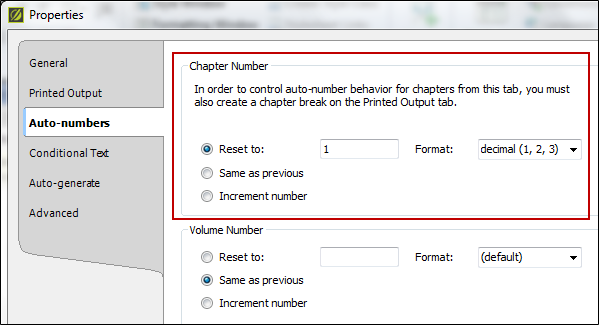 Properties
General
Printed Output
Auto-numbers
Conditional Text
Auto-generate
Advanced
Chapter Number
In order to control auto-number behavior for chapters from this tab, you must
also create a chapter break on the Printed Output tab.
Reset to: 1 Format: decimal (1, 2, 3)
Same as previous
Increment number
Volume Number
Reset to: Format: (default)
Same as previous
Increment number